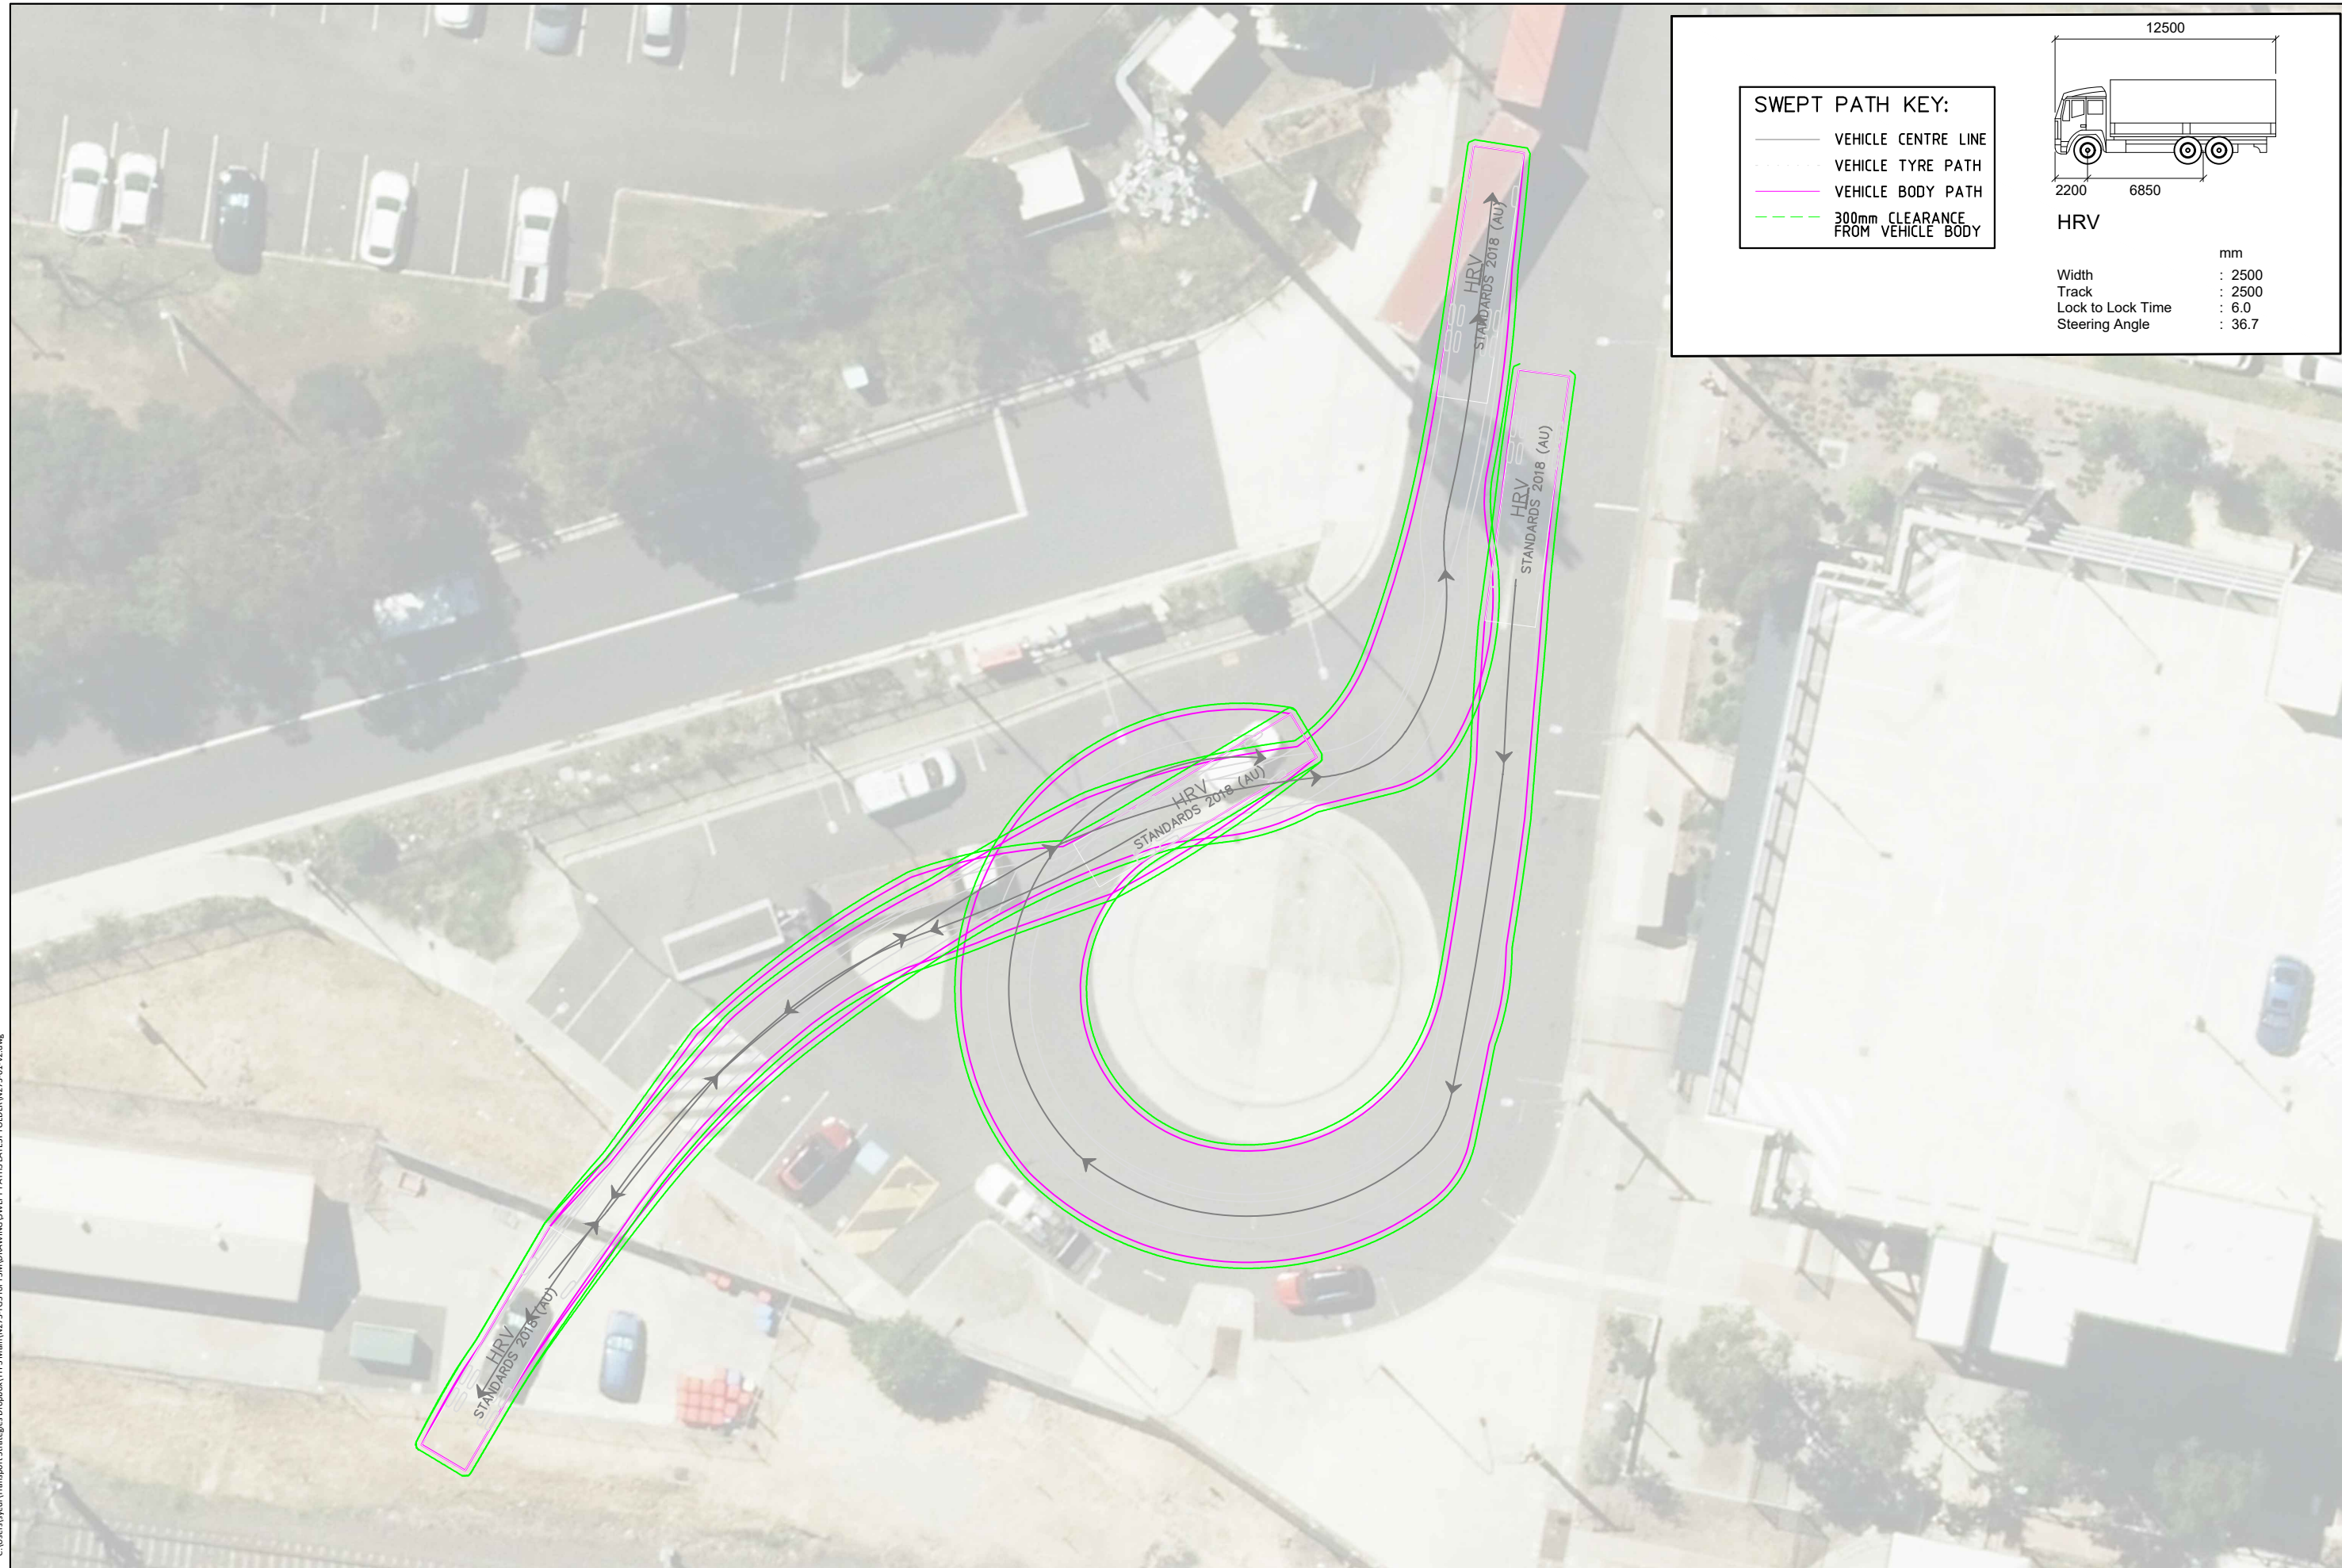 12500
SWEPT PATH KEY:
VEHICLE CENTRE LINE
VEHICLE TYRE PATH
VEHICLE BODY PATH
300mm CLEARANCE
FROM VEHICLE BODY
2200
6850
HRV
mm
Width : 2500
Track : 2500
Lock to Lock Time : 6.0
Steering Angle : 36.7
HRV
STANDARDS 2018 (AU)
HRV
STANDARDS 2018 (AU)
HRV
STANDARDS 2018 (AU)
HRV
STANDARDS 2018 (AU)